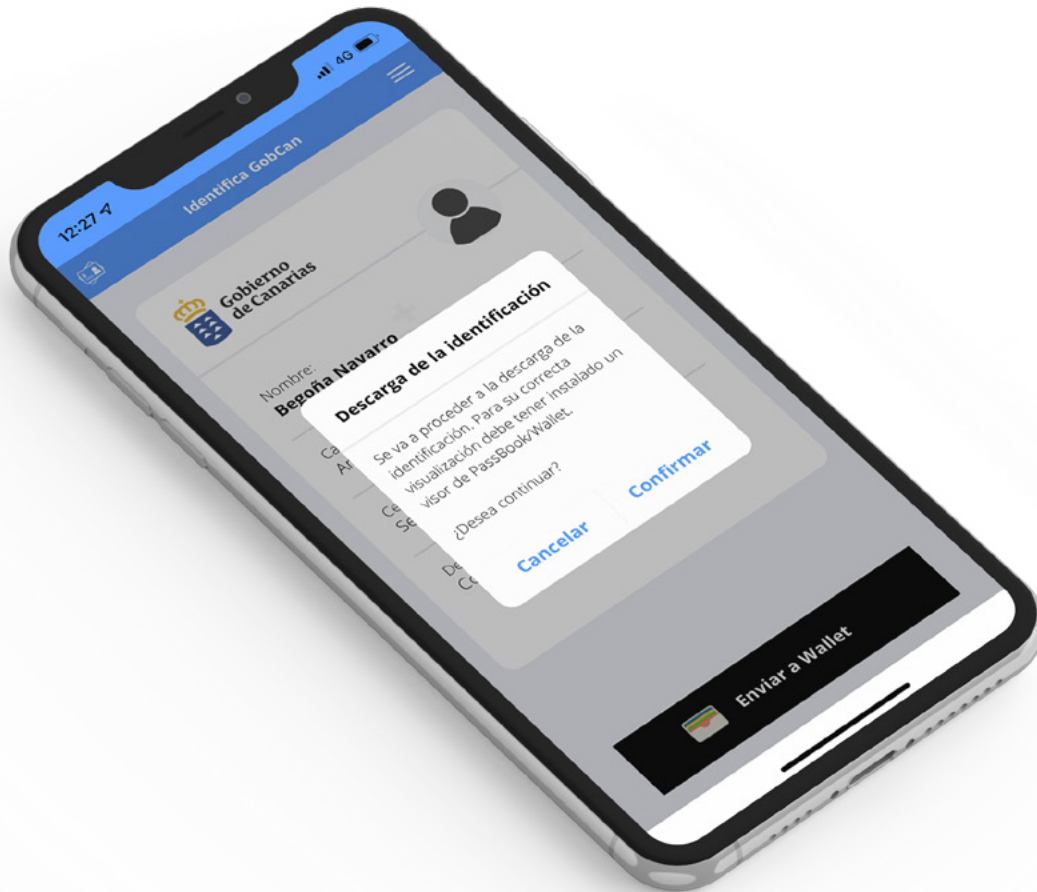 12:27
4G
Identifica GobCan
Gobierno
de Canarias
Nombre:
Begoña Navarro
Descarga de la identificación
Se va a proceder a la descarga de la
identificación. Para su correcta
visualización debe tener instalado un
visor de PassBook/Wallet.
¿Desea continuar?
Cancelar
Confirmar
Enviar a Wallet